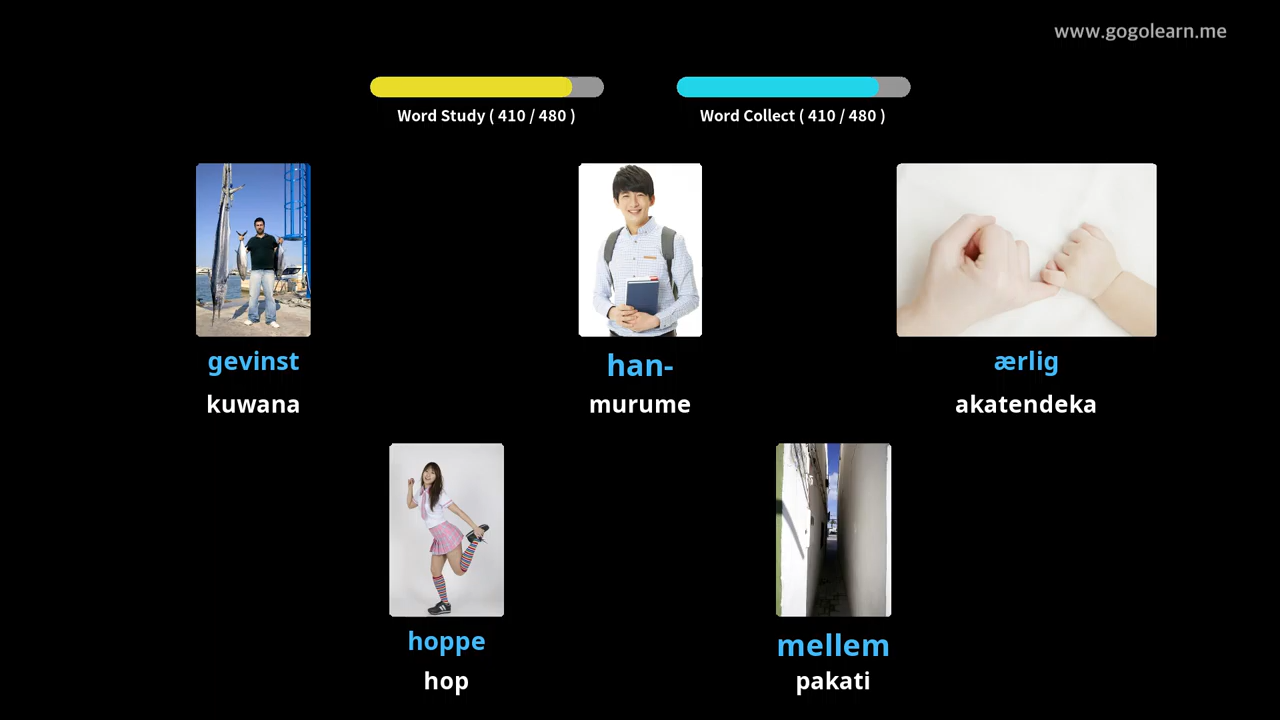 www.gogolearn.me
Word Study ( 410 / 480 )
Word Collect ( 410 / 480 )
gevinst
kuwana
han-
murume
ærlig
akatendeka
hoppe
hop
mellem
pakati